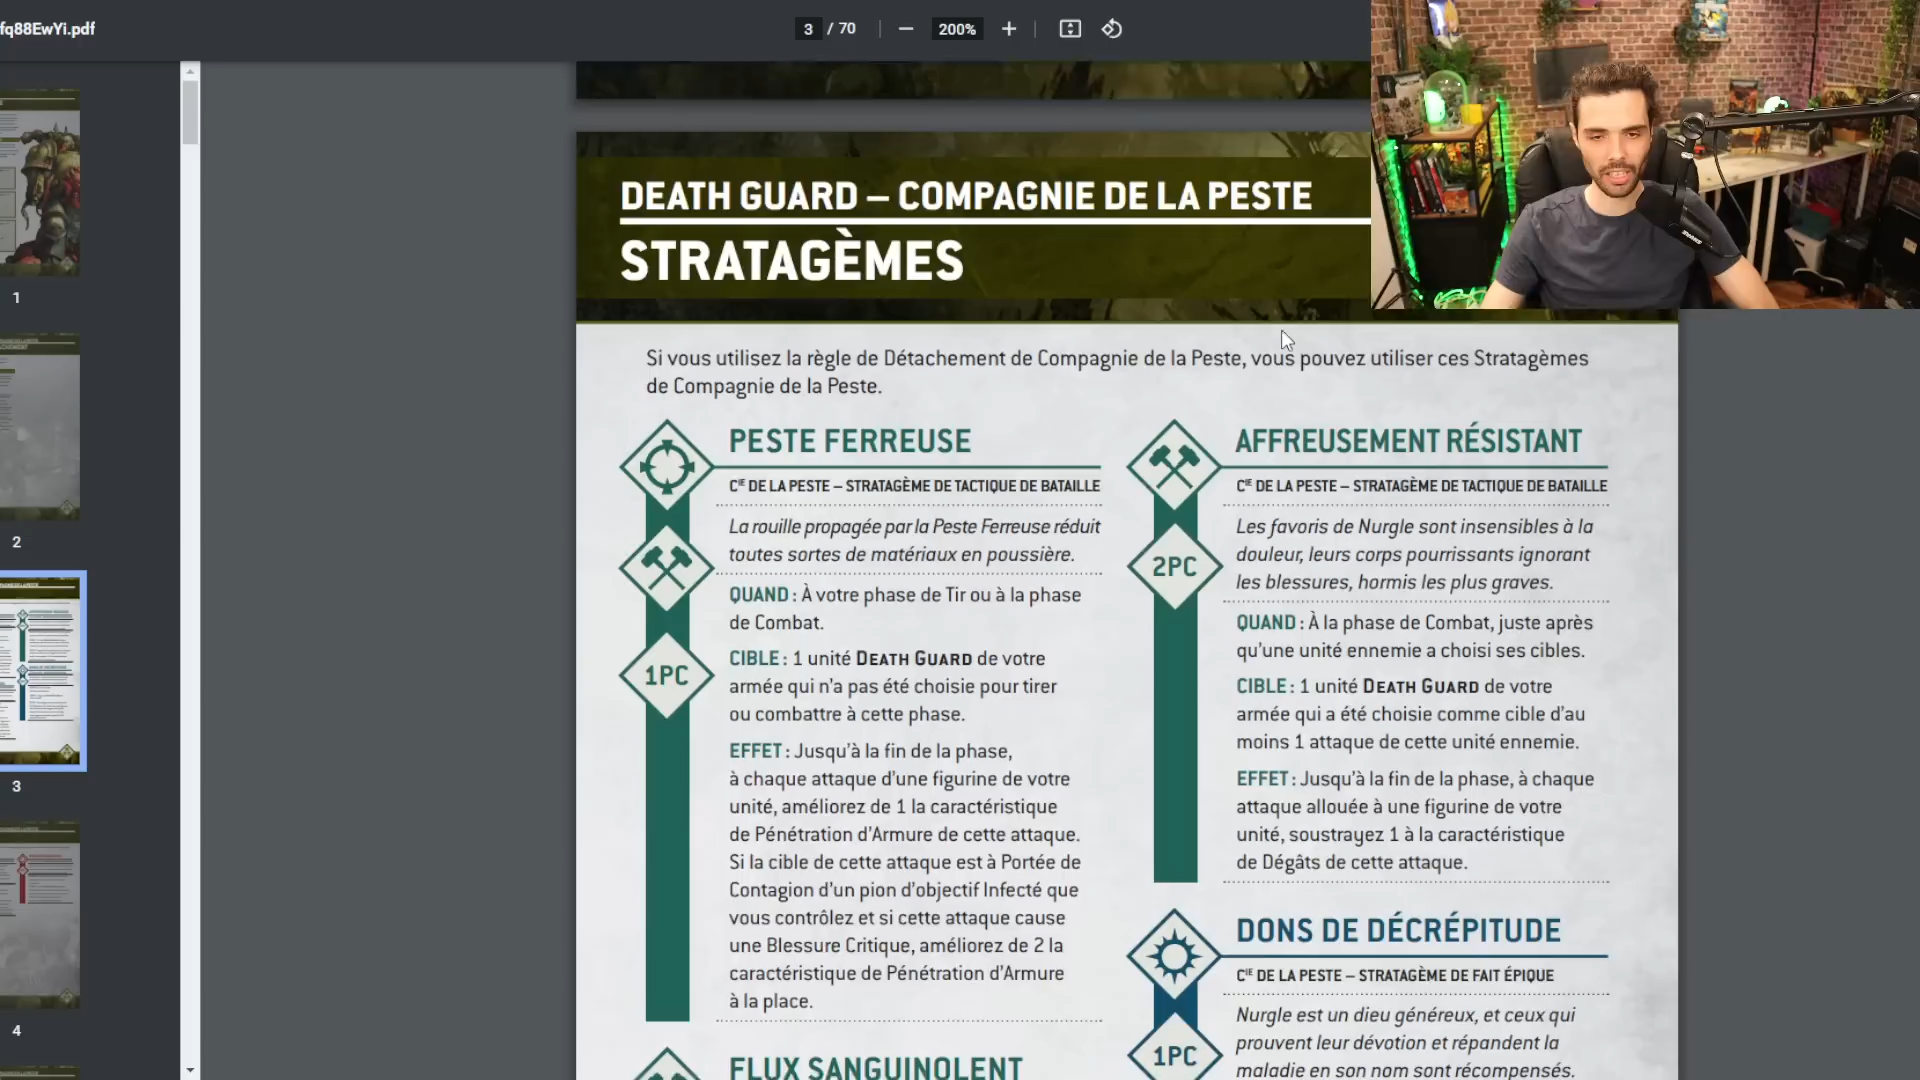 fq88EwYi.pdf
3 / 70
200%
1
2
3
4
DEATH GUARD – COMPAGNIE DE LA PESTE
STRATAGÈMES
Si vous utilisez la règle de Détachement de Compagnie de la Peste, vous pouvez utiliser ces Stratagèmes
de Compagnie de la Peste.
PESTE FERREUSE
CIE DE LA PESTE – STRATAGÈME DE TACTIQUE DE BATAILLE
La rouille propagée par la Peste Ferreuse réduit
toutes sortes de matériaux en poussière.
QUAND : À votre phase de Tir ou à la phase
de Combat.
1PC
CIBLE : 1 unité DEATH GUARD de votre
armée qui n'a pas été choisie pour tirer
ou combattre à cette phase.
EFFET : Jusqu'à la fin de la phase,
à chaque attaque d'une figurine de votre
unité, améliorez de 1 la caractéristique
de Pénétration d'Armure de cette attaque.
Si la cible de cette attaque est à Portée de
Contagion d'un pion d'objectif Infecté que
vous contrôlez et si cette attaque cause
une Blessure Critique, améliorez de 2 la
caractéristique de Pénétration d'Armure
à la place.
FLUX SANGUINOLENT
AFFREUSEMENT RÉSISTANT
CIE DE LA PESTE – STRATAGÈME DE TACTIQUE DE BATAILLE
2PC
Les favoris de Nurgle sont insensibles à la
douleur, leurs corps pourrissants ignorant
les blessures, hormis les plus graves.
QUAND : À la phase de Combat, juste après
qu'une unité ennemie a choisi ses cibles.
CIBLE : 1 unité DEATH GUARD de votre
armée qui a été choisie comme cible d'au
moins 1 attaque de cette unité ennemie.
EFFET : Jusqu'à la fin de la phase, à chaque
attaque allouée à une figurine de votre
unité, soustrayez 1 à la caractéristique
de Dégâts de cette attaque.
DONS DE DÉCRÉPITUDE
CIE DE LA PESTE – STRATAGÈME DE FAIT ÉPIQUE
1PC
Nurgle est un dieu généreux, et ceux qui
prouvent leur dévotion et répandent la
maladie en son nom sont récompensés.